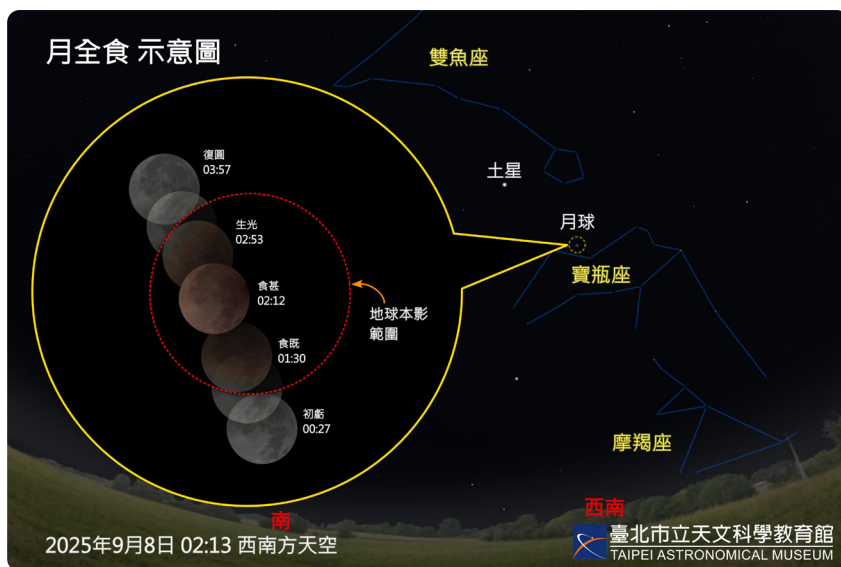 月全食 示意圖
雙魚座
土星
月球
寶瓶座
摩羯座
復圓
03:57
生光
02:53
食甚
02:12
食既
01:30
初虧
00:27
地球本影
範圍
南
西南
2025年9月8日 02:13 西南方天空
臺北市立天文科學教育館
TAIPEI ASTRONOMICAL MUSEUM